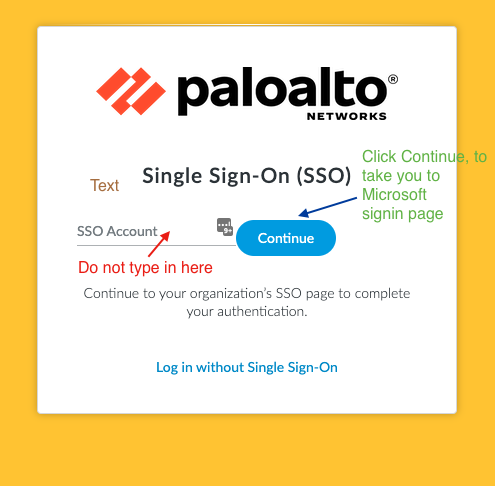 paloalto®
NETWORKS
Single Sign-On (SSO)
Click Continue, to
take you to
Microsoft
signin page
Text
SSO Account
9+
Continue
Do not type in here
Continue to your organization's SSO page to complete
your authentication.
Log in without Single Sign-On